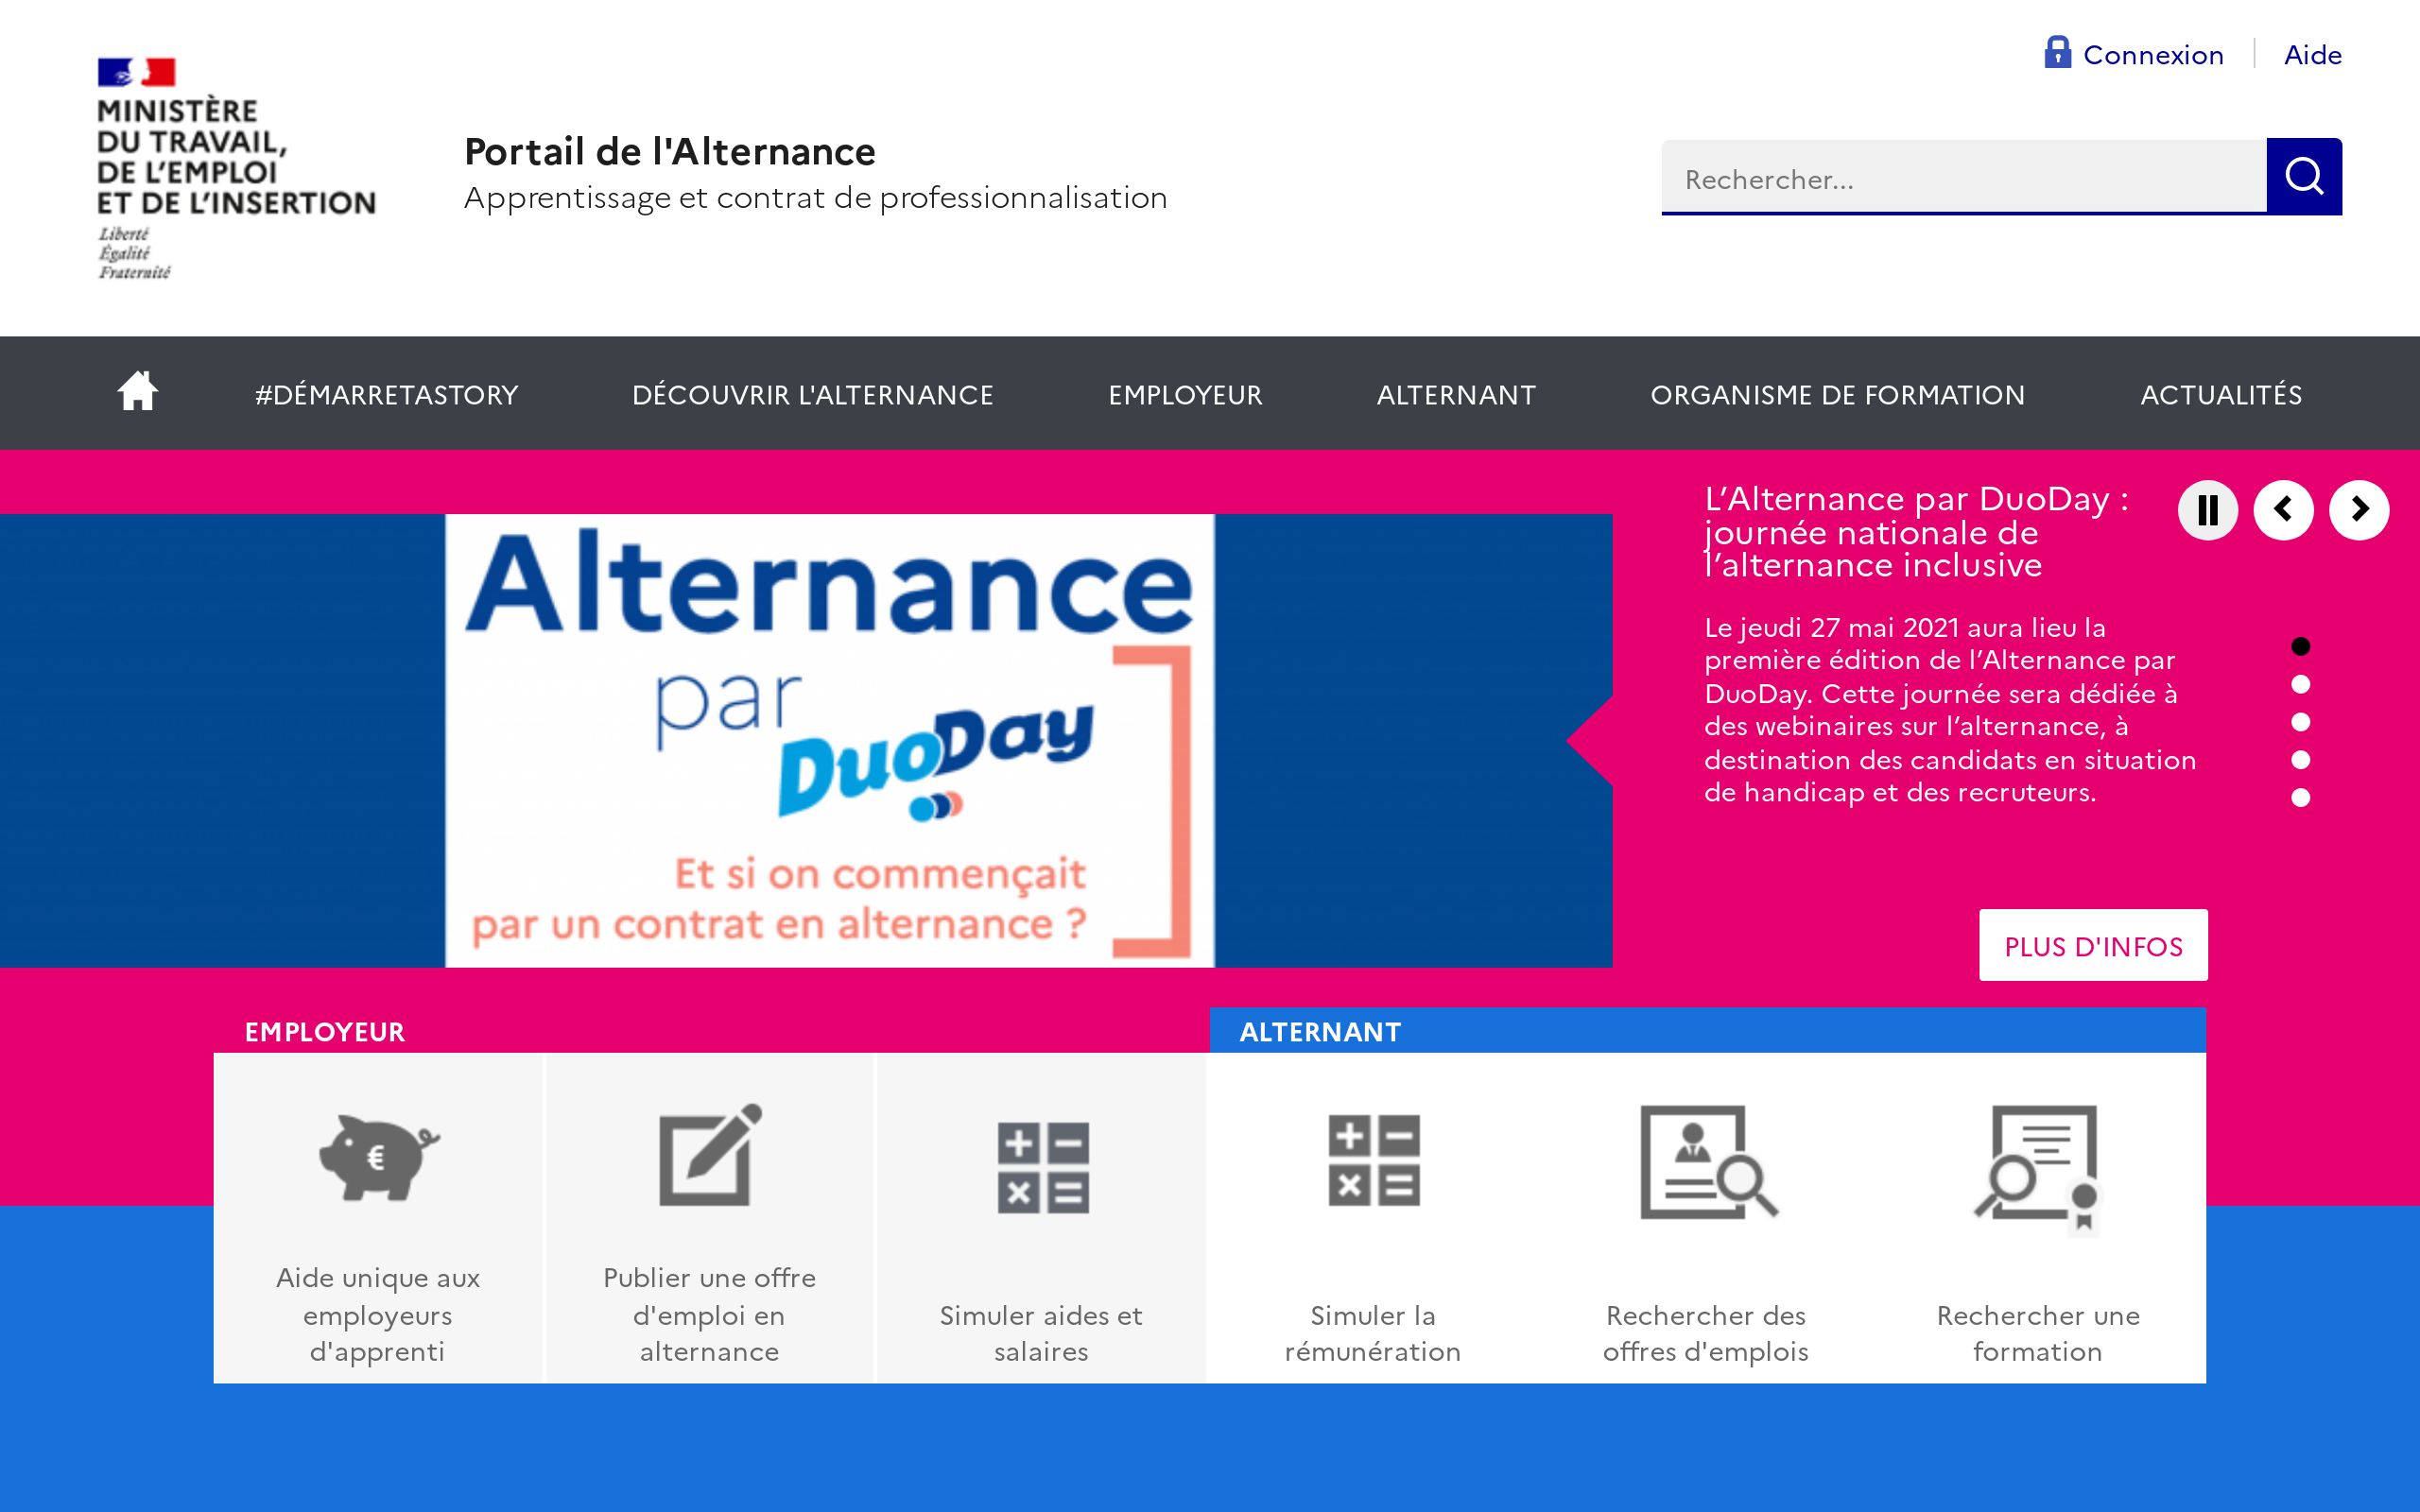 Connexion
Aide
MINISTÈRE
DU TRAVAIL,
DE L'EMPLOI
ET DE L'INSERTION
Liberté
Égalité
Fraternité
Portail de l'Alternance
Apprentissage et contrat de professionnalisation
Rechercher...
#DÉMARRETASTORY
DÉCOUVRIR L'ALTERNANCE
EMPLOYEUR
ALTERNANT
ORGANISME DE FORMATION
ACTUALITÉS
Alternance
par
DuoDay
Et si on commençait
par un contrat en alternance ?
L’Alternance par DuoDay :
journée nationale de
l’alternance inclusive
Le jeudi 27 mai 2021 aura lieu la
première édition de l’Alternance par
DuoDay. Cette journée sera dédiée à
des webinaires sur l’alternance, à
destination des candidats en situation
de handicap et des recruteurs.
PLUS D'INFOS
EMPLOYEUR
€
Aide unique aux
employeurs
d'apprenti
Publier une offre
d'emploi en
alternance
Simuler aides et
salaires
ALTERNANT
Simuler la
rémunération
Rechercher des
offres d'emplois
Rechercher une
formation